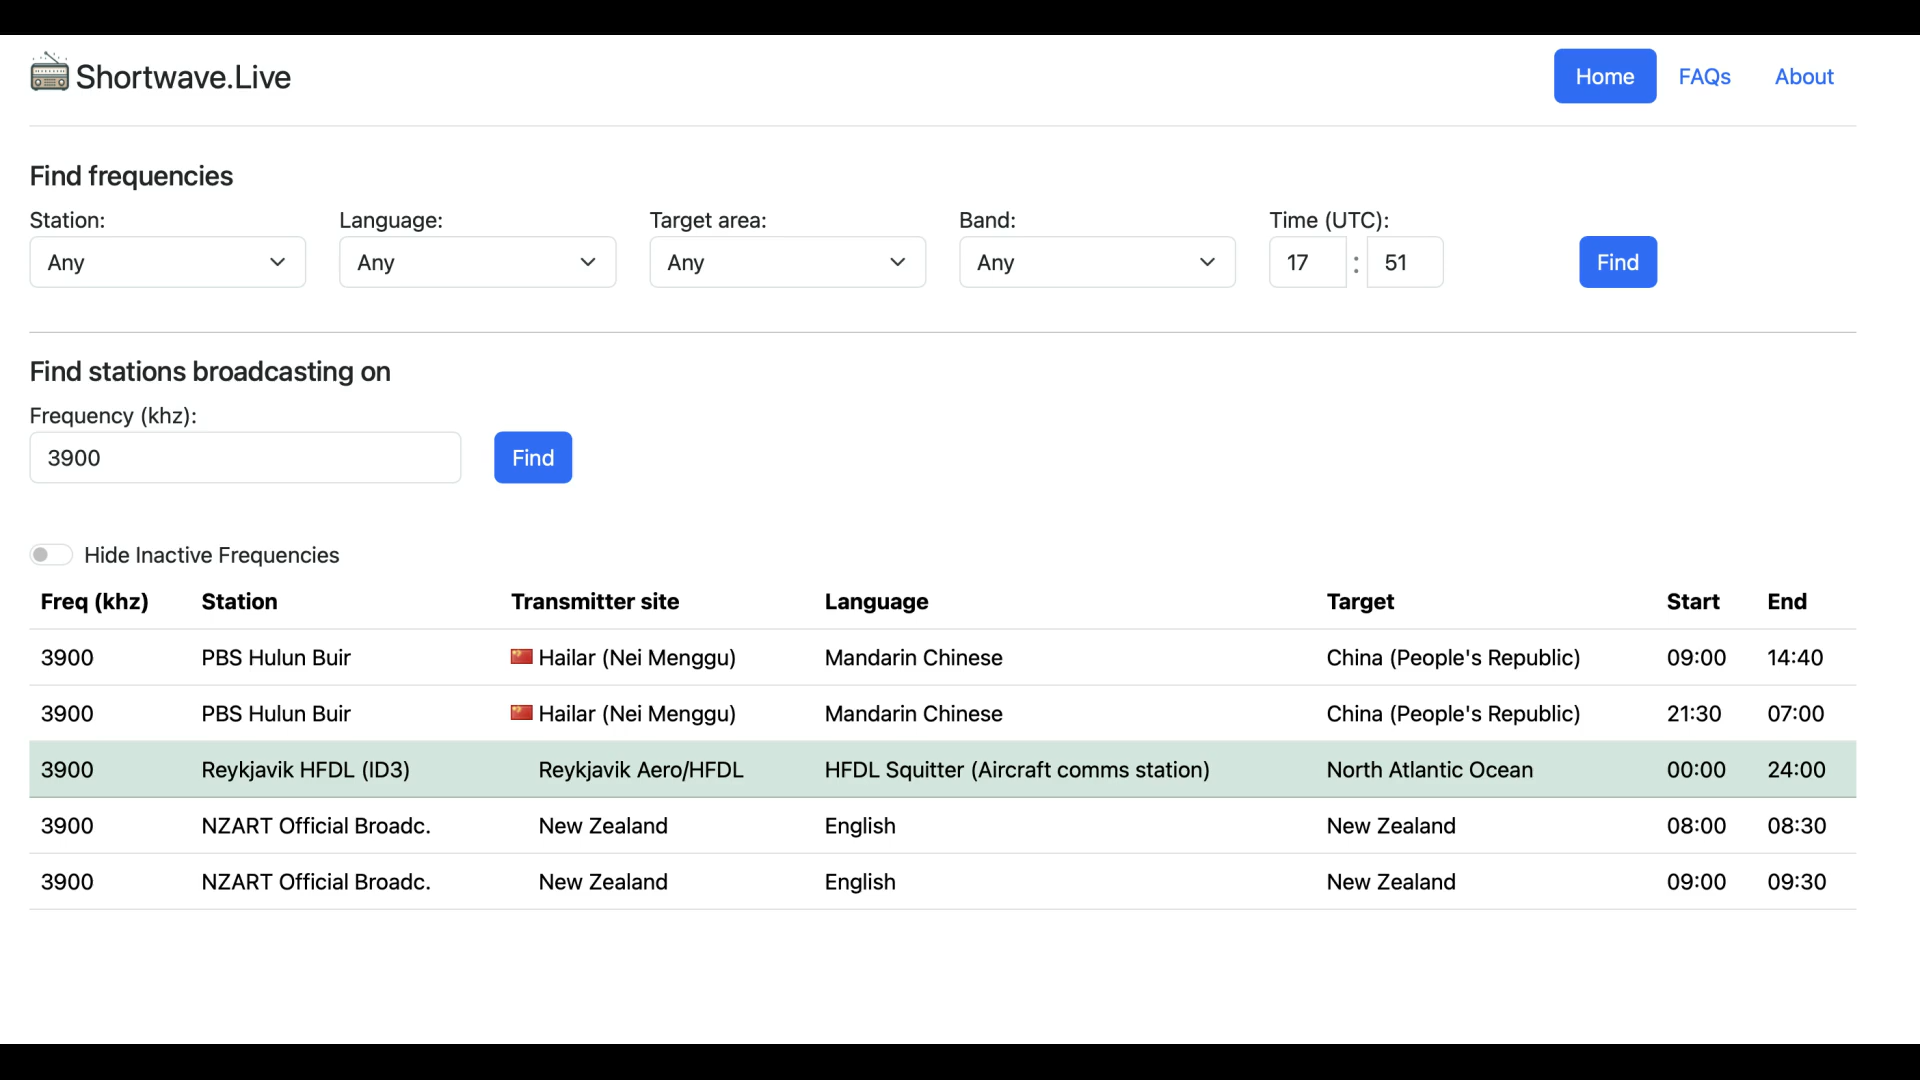 Shortwave.Live
Home FAQs About
Find frequencies
Station: Language: Target area: Band: Time (UTC):
Any Any Any Any 17 : 51 Find
Find stations broadcasting on
Frequency (khz):
3900 Find
Hide Inactive Frequencies
Freq (khz) Station Transmitter site Language Target Start End
3900 PBS Hulun Buir Hailar (Nei Menggu) Mandarin Chinese China (People's Republic) 09:00 14:40
3900 PBS Hulun Buir Hailar (Nei Menggu) Mandarin Chinese China (People's Republic) 21:30 07:00
3900 Reykjavik HFDL (ID3) Reykjavik Aero/HFDL HFDL Squitter (Aircraft comms station) North Atlantic Ocean 00:00 24:00
3900 NZART Official Broadc. New Zealand English New Zealand 08:00 08:30
3900 NZART Official Broadc. New Zealand English New Zealand 09:00 09:30